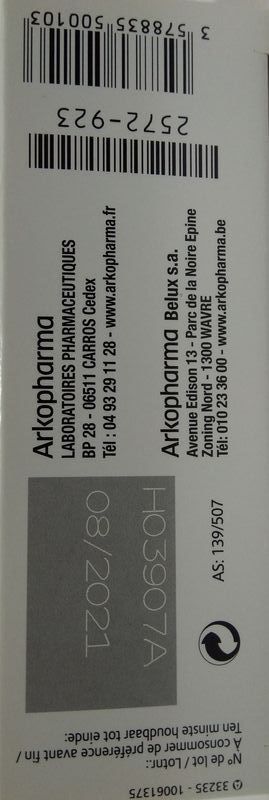 3 578835 500103
2572-923
Arkopharma
LABORATOIRES PHARMACEUTIQUES
BP 28 - 06511 CARROS Cedex
Tél : 04 93 29 11 28 - www.arkopharma.fr
Arkopharma Belux s.a.
Avenue Edison 13 - Parc de la Noire Epine
Zoning Nord - 1300 WAVRE
Tél: 010 23 36 00 - www.arkopharma.be
H03907A
08/2021
AS: 139/507
N° de lot / Lotnr.:
À consommer de préférence avant fin /
Ten minste houdbaar tot einde:
33235 - 10061375